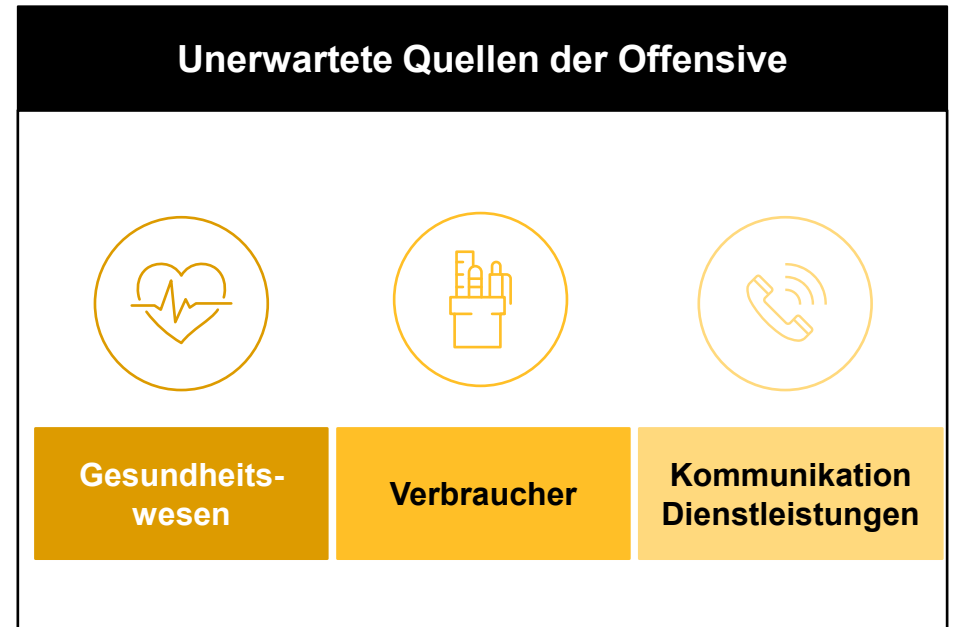 Unerwartete Quellen der Offensive
Gesundheits-
wesen
Verbraucher
Kommunikation
Dienstleistungen